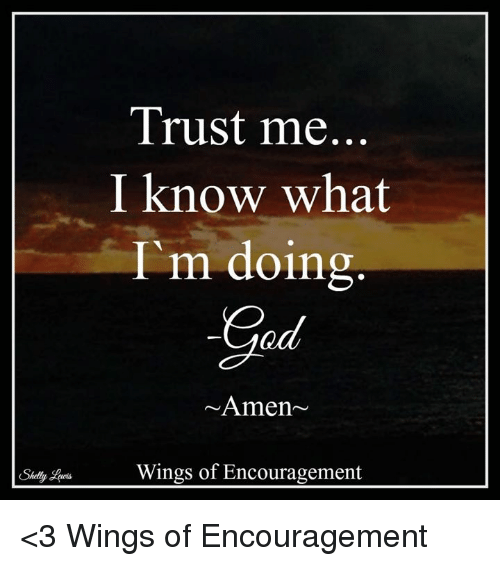 Trust me...
I know what
I`m doing.
-God
~Amen~
Shelly Lewis
Wings of Encouragement
<3 Wings of Encouragement